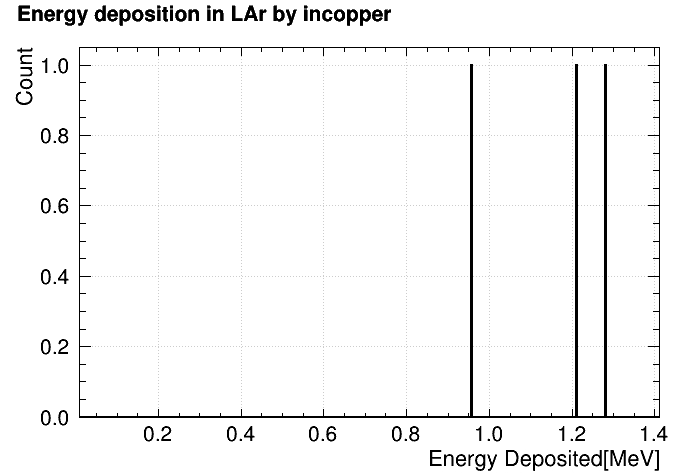 Energy deposition in LAr by incopper
Count
1.0
0.8
0.6
0.4
0.2
0.0
0.2 0.4 0.6 0.8 1.0 1.2 1.4
Energy Deposited[MeV]